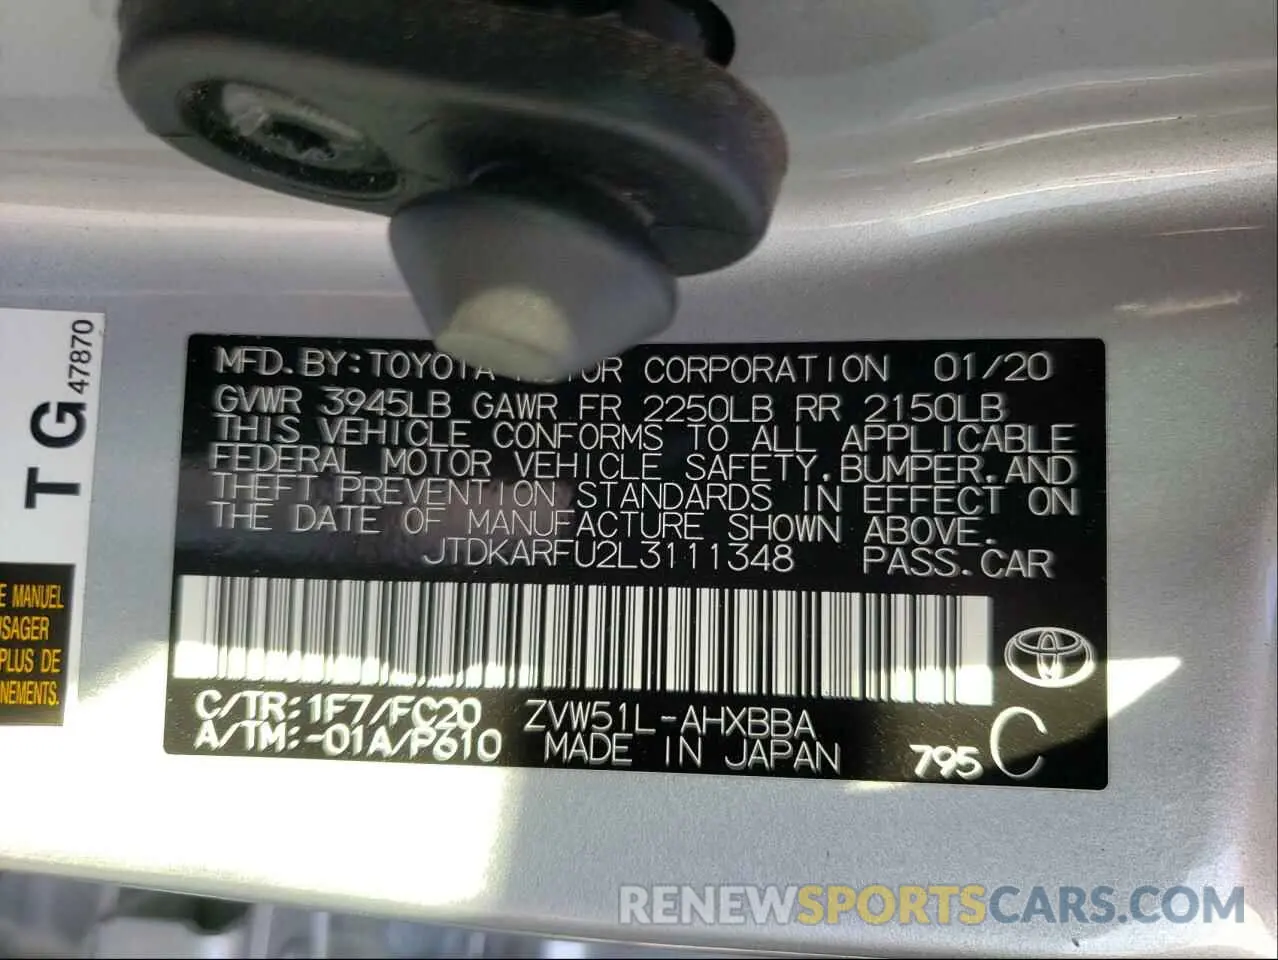 MFD. BY: TOYOTA MOTOR CORPORATION 01/20
GVWR 3945LB GAWR FR 2250LB RR 2150LB
THIS VEHICLE CONFORMS TO ALL APPLICABLE
FEDERAL MOTOR VEHICLE SAFETY, BUMPER, AND
THEFT PREVENTION STANDARDS IN EFFECT ON
THE DATE OF MANUFACTURE SHOWN ABOVE.
JTDKARFU2L3111348 PASS. CAR
C/TR: 1F7/FC20 ZVW51L-AHXBBA
A/TM: -01A/P610 MADE IN JAPAN 795 C
TG 47870
E MANUEL
USAGER
PLUS DE
NEMENTS.
RENEWSPORTSCARS.COM